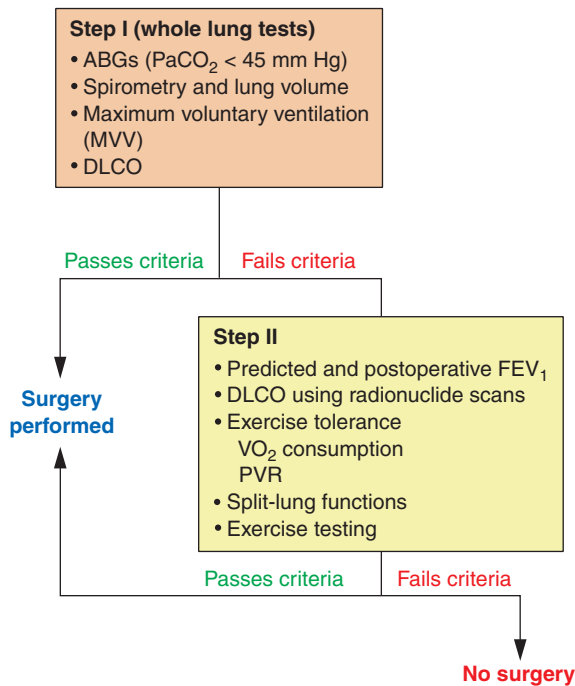 Step I (whole lung tests)
• ABGs (PaCO₂ < 45 mm Hg)
• Spirometry and lung volume
• Maximum voluntary ventilation
(MVV)
• DLCO
Passes criteria
Fails criteria
Step II
• Predicted and postoperative FEV₁
• DLCO using radionuclide scans
• Exercise tolerance
VO₂ consumption
PVR
• Split-lung functions
• Exercise testing
Surgery
performed
Passes criteria
Fails criteria
No surgery